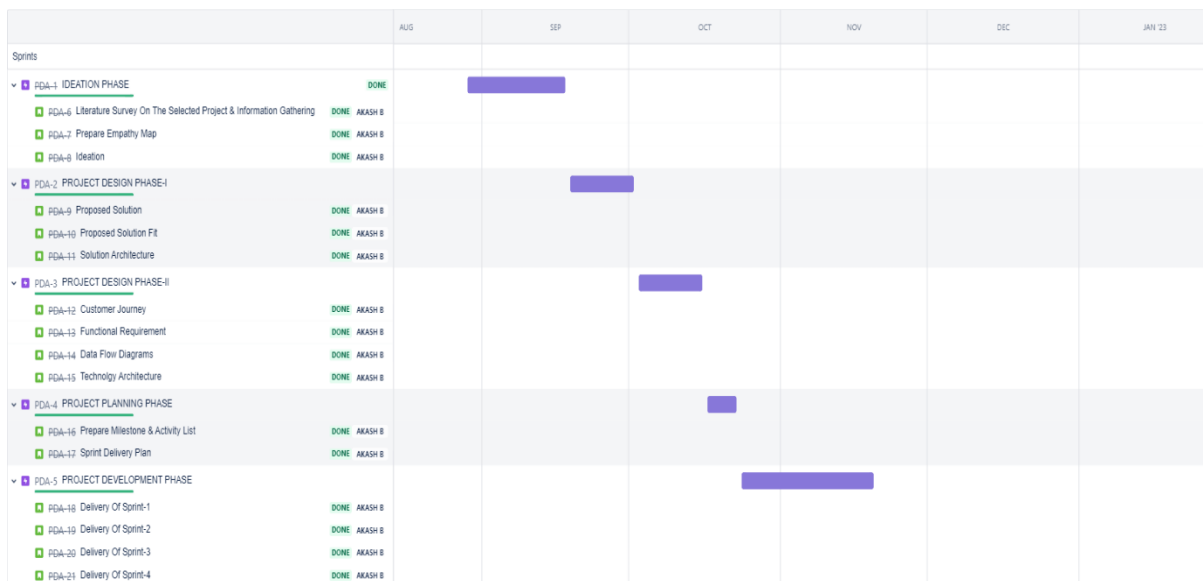 AUG SEP OCT NOV DEC JAN '23
Sprints
PDA-1 IDEATION PHASE DONE
PDA-6 Literature Survey On The Selected Project & Information Gathering DONE AKASH B
PDA-7 Prepare Empathy Map DONE AKASH B
PDA-8 Ideation DONE AKASH B
PDA-2 PROJECT DESIGN PHASE-I
PDA-9 Proposed Solution DONE AKASH B
PDA-10 Proposed Solution Fit DONE AKASH B
PDA-11 Solution Architecture DONE AKASH B
PDA-3 PROJECT DESIGN PHASE-II
PDA-12 Customer Journey DONE AKASH B
PDA-13 Functional Requirement DONE AKASH B
PDA-14 Data Flow Diagrams DONE AKASH B
PDA-15 Technolgy Architecture DONE AKASH B
PDA-4 PROJECT PLANNING PHASE
PDA-16 Prepare Milestone & Activity List DONE AKASH B
PDA-17 Sprint Delivery Plan DONE AKASH B
PDA-5 PROJECT DEVELOPMENT PHASE
PDA-18 Delivery Of Sprint-1 DONE AKASH B
PDA-19 Delivery Of Sprint-2 DONE AKASH B
PDA-20 Delivery Of Sprint-3 DONE AKASH B
PDA-21 Delivery Of Sprint-4 DONE AKASH B